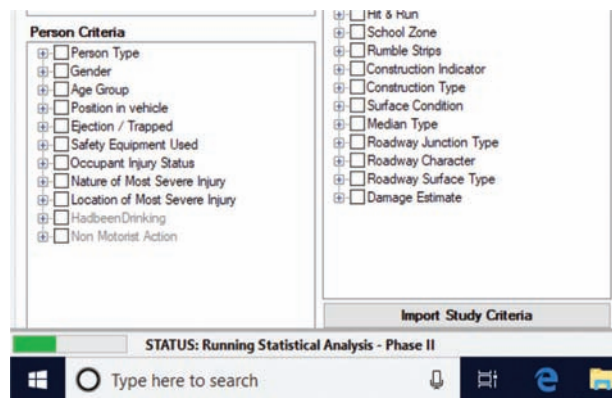 Person Criteria
Person Type
Gender
Age Group
Position in vehicle
Ejection / Trapped
Safety Equipment Used
Occupant Injury Status
Nature of Most Severe Injury
Location of Most Severe Injury
HadbeenDrinking
Non Motorist Action
Hit & Run
School Zone
Rumble Strips
Construction Indicator
Construction Type
Surface Condition
Median Type
Roadway Junction Type
Roadway Character
Roadway Surface Type
Damage Estimate
Import Study Criteria
STATUS: Running Statistical Analysis - Phase II
Type here to search